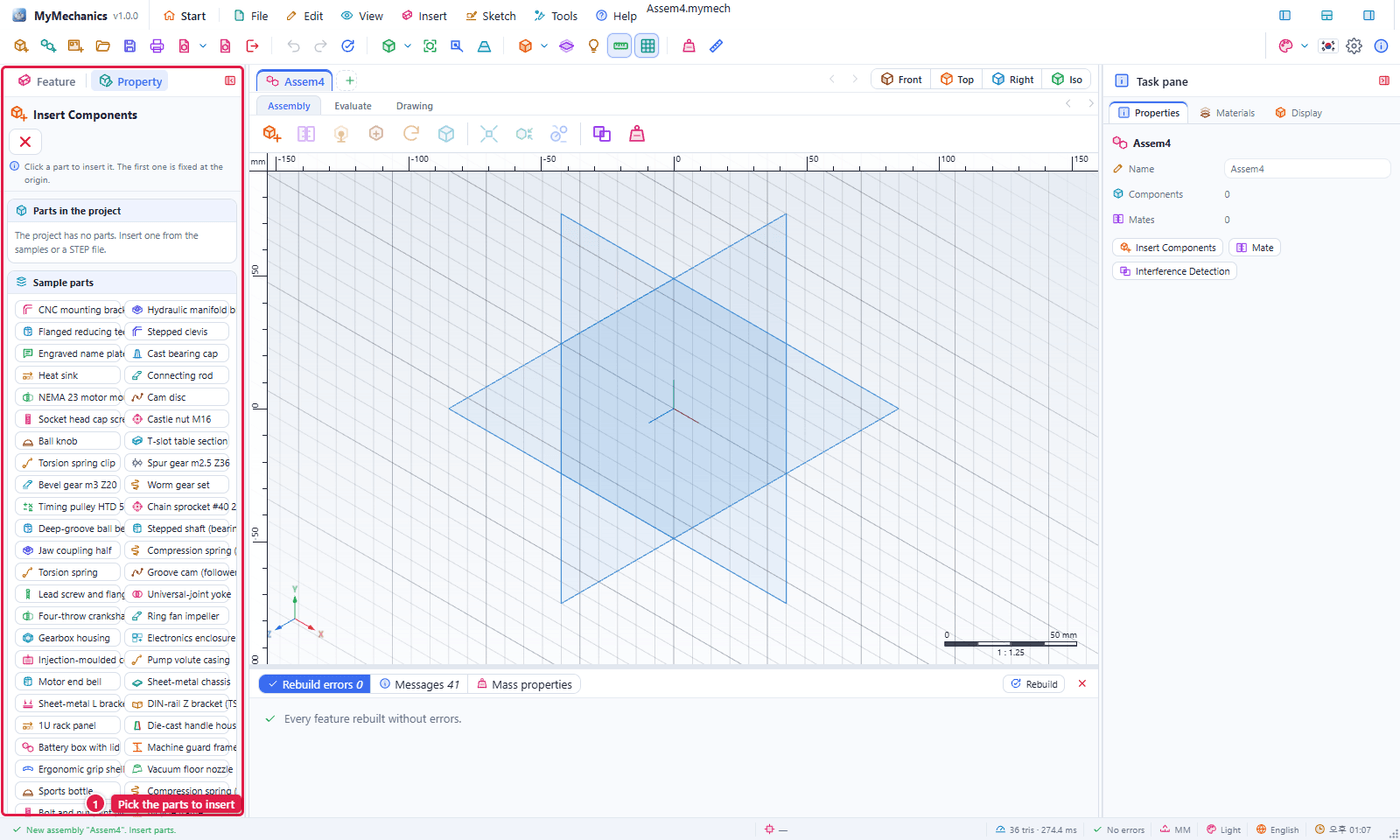 MyMechanics v1.0.0
Start
File
Edit
View
Insert
Sketch
Tools
Help
Assem4.mymech
Feature
Property
Insert Components
Click a part to insert it. The first one is fixed at the
origin.
Parts in the project
The project has no parts. Insert one from the
samples or a STEP file.
Sample parts
CNC mounting brack
Hydraulic manifold b
Flanged reducing tee
Stepped clevis
Engraved name plate
Cast bearing cap
Heat sink
Connecting rod
NEMA 23 motor mo
Cam disc
Socket head cap scre
Castle nut M16
Ball knob
T-slot table section
Torsion spring clip
Spur gear m2.5 Z36
Bevel gear m3 Z20
Worm gear set
Timing pulley HTD 5
Chain sprocket #40 2
Deep-groove ball be
Stepped shaft (bearin
Jaw coupling half
Compression spring (
Torsion spring
Groove cam (follower
Lead screw and flang
Universal-joint yoke
Four-throw cranksha
Ring fan impeller
Gearbox housing
Electronics enclosure
Injection-moulded c
Pump volute casing
Motor end bell
Sheet-metal chassis
Sheet-metal L bracke
DIN-rail Z bracket (TS
1U rack panel
Die-cast handle hous
Battery box with lid
Machine guard frame
Ergonomic grip shell
Vacuum floor nozzle
Sports bottle
Compression spring (
1 Pick the parts to insert
Assem4
Front
Top
Right
Iso
Assembly
Evaluate
Drawing
mm
-150
-100
-50
0
50
100
150
50
0
-50
00
Y
X
Z
0 50 mm
1 : 1.25
Rebuild errors 0
Messages 41
Mass properties
Rebuild
Every feature rebuilt without errors.
Task pane
Properties
Materials
Display
Assem4
Name Assem4
Components 0
Mates 0
Insert Components
Mate
Interference Detection
New assembly "Assem4". Insert parts.
—
36 tris · 274.4 ms
No errors
MM
Light
English
오후 01:07